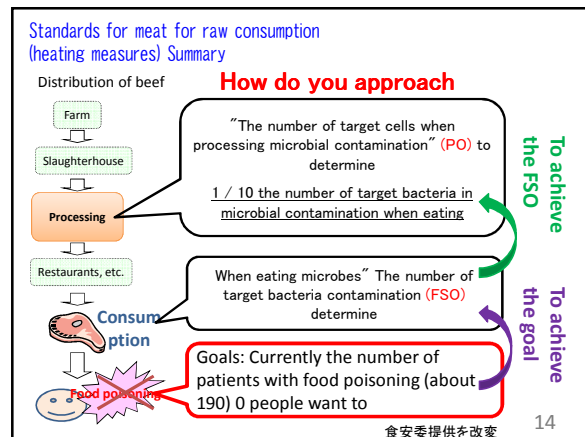 Standards for meat for raw consumption
(heating measures) Summary
Distribution of beef
How do you approach
Farm
Slaughterhouse
Processing
Restaurants, etc.
Consum
ption
Food poisoning
"The number of target cells when
processing microbial contamination" (PO) to
determine
1 / 10 the number of target bacteria in
microbial contamination when eating
When eating microbes" The number of
target bacteria contamination (FSO)
determine
Goals: Currently the number of
patients with food poisoning (about
190) 0 people want to
To achieve
the FSO
To achieve
the goal
食安委提供を改変
14